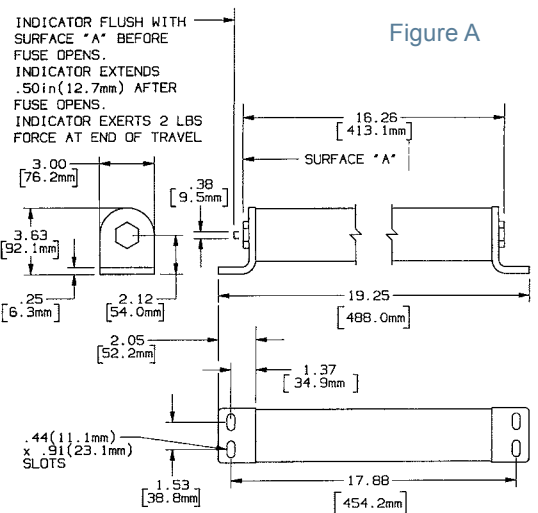 INDICATOR FLUSH WITH
SURFACE "A" BEFORE
FUSE OPENS.
INDICATOR EXTENDS
.50in(12.7mm) AFTER
FUSE OPENS.
INDICATOR EXERTS 2 LBS
FORCE AT END OF TRAVEL
Figure A
16.26
[413.1mm]
SURFACE "A"
3.00
[76.2mm]
.38
[9.5mm]
3.63
[92.1mm]
.25
[6.3mm]
2.12
[54.0mm]
19.25
[488.0mm]
2.05
[52.2mm]
1.37
[34.9mm]
.44(11.1mm)
x .91(23.1mm)
SLOTS
1.53
[38.8mm]
17.88
[454.2mm]